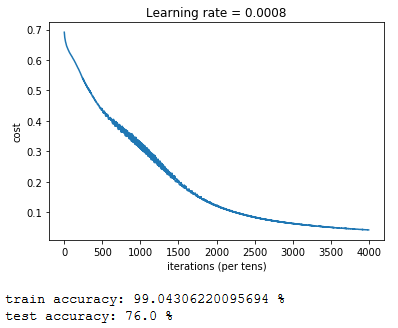 Learning rate = 0.0008
0.7
0.6
0.5
0.4
0.3
0.2
0.1
cost
0 500 1000 1500 2000 2500 3000 3500 4000
iterations (per tens)
train accuracy: 99.04306220095694 %
test accuracy: 76.0 %